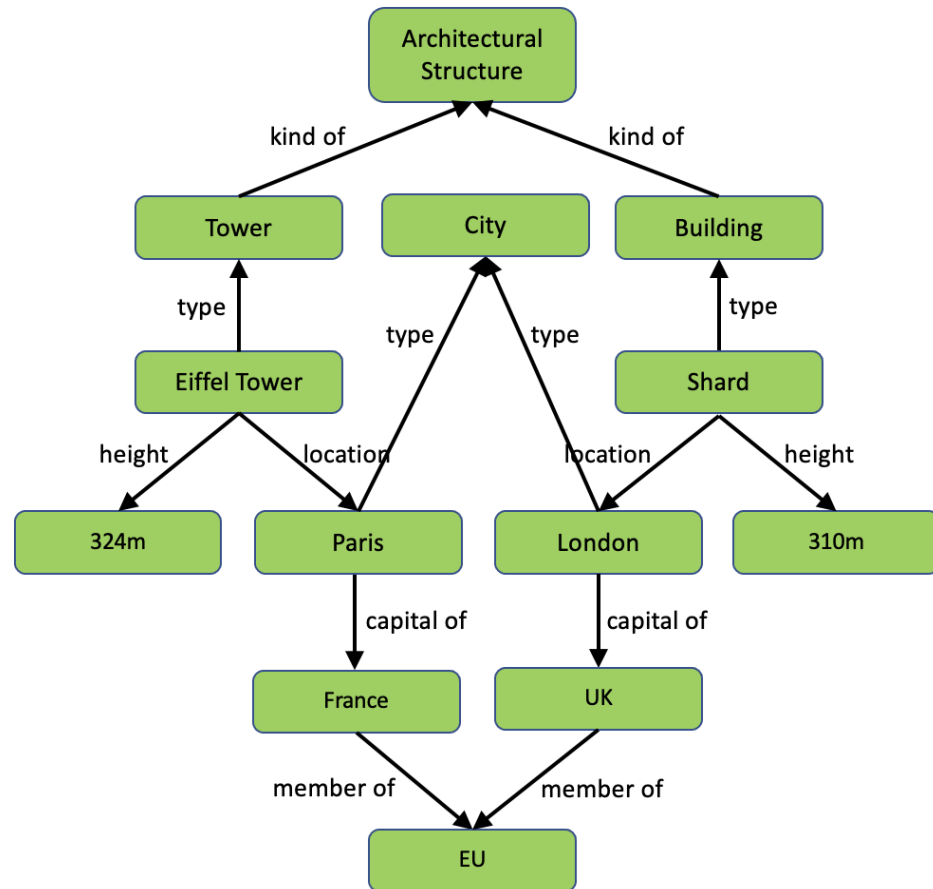 Architectural
Structure
kind of
kind of
Tower
City
Building
type
type
type
type
Eiffel Tower
Shard
height
location
location
height
324m
Paris
London
310m
capital of
capital of
France
UK
member of
member of
EU